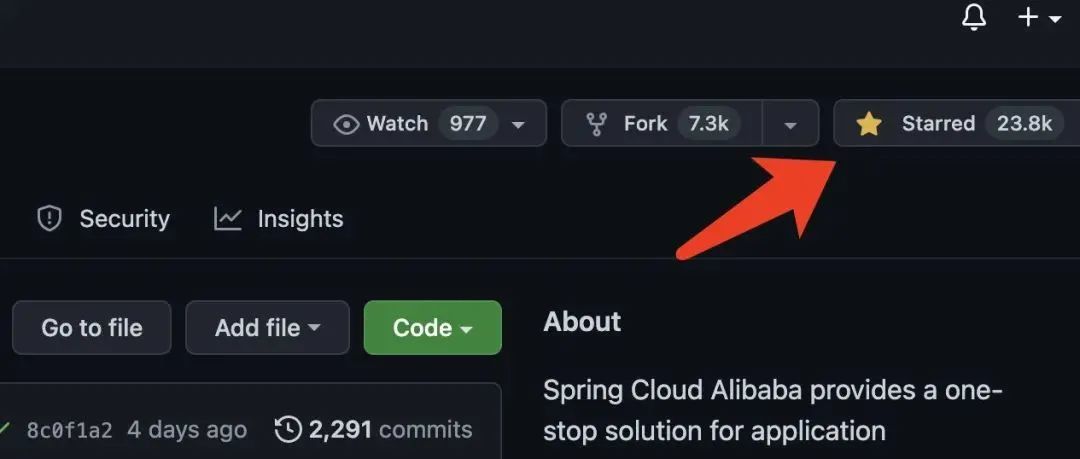 Watch 977 Fork 7.3k Starred 23.8k
Security Insights
Go to file Add file Code
About
Spring Cloud Alibaba provides a one-
stop solution for application
8c0f1a2 4 days ago 2,291 commits